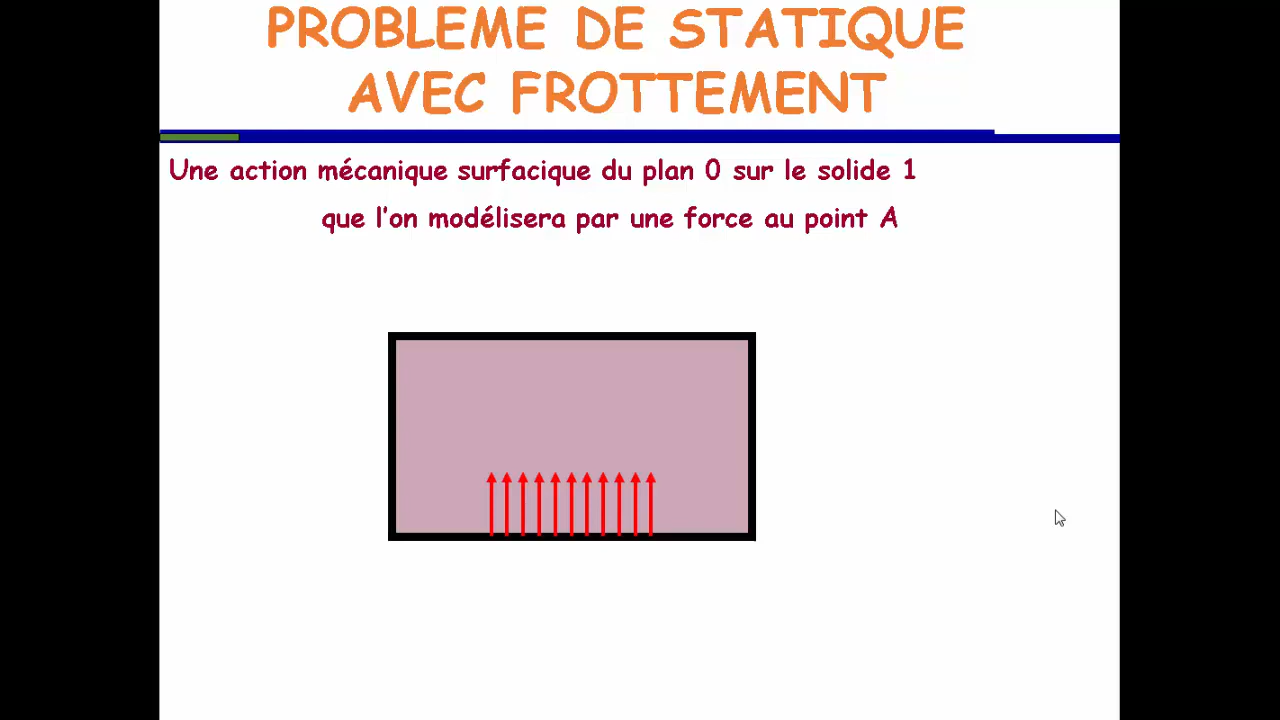 PROBLEME DE STATIQUE
AVEC FROTTEMENT
Une action mécanique surfacique du plan 0 sur le solide 1
que l'on modélisera par une force au point A